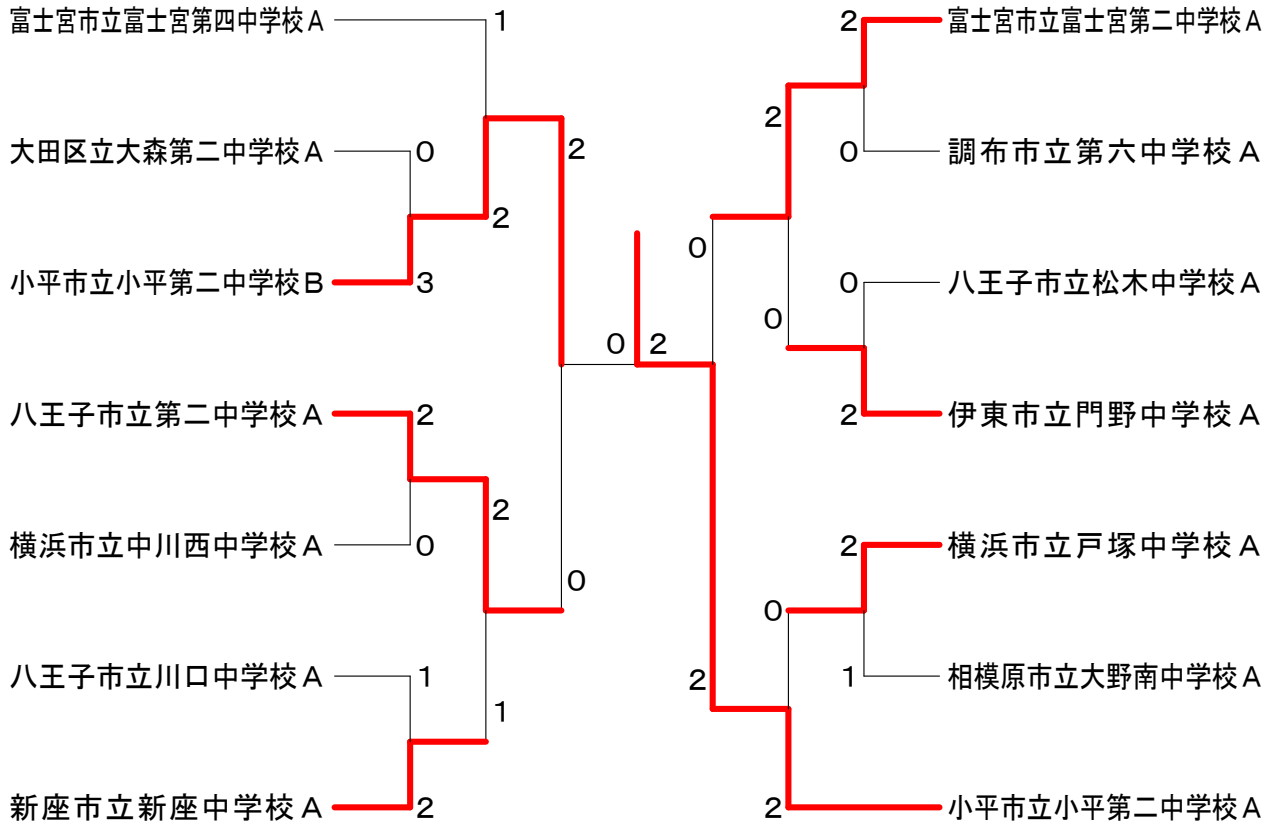 富士宮市立富士宮第四中学校A
1
大田区立大森第二中学校A
0
2
2
小平市立小平第二中学校B
3
八王子市立第二中学校A
2
2
横浜市立中川西中学校A
0
0
八王子市立川口中学校A
1
1
新座市立新座中学校A
2
0 2
2
富士宮市立富士宮第二中学校A
2
0
調布市立第六中学校A
0
0
八王子市立松木中学校A
0
2
伊東市立門野中学校A
2
横浜市立戸塚中学校A
0
2
1
相模原市立大野南中学校A
2
小平市立小平第二中学校A